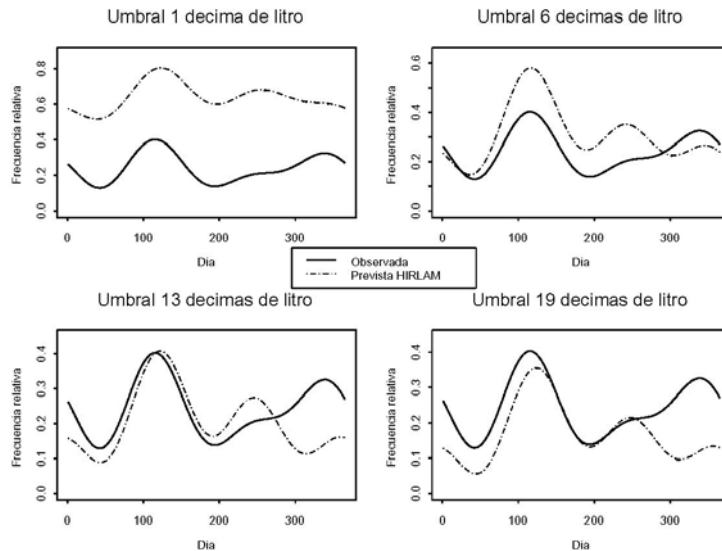 Umbral 1 decima de litro
Umbral 6 decimas de litro
Frecuencia relativa
0.0 0.2 0.4 0.6 0.8
0 100 200 300
Dia
Frecuencia relativa
0.0 0.2 0.4 0.6
0 100 200 300
Dia
Observada
Prevista HIRLAM
Umbral 13 decimas de litro
Umbral 19 decimas de litro
Frecuencia relativa
0.0 0.1 0.2 0.3 0.4
0 100 200 300
Dia
Frecuencia relativa
0.0 0.1 0.2 0.3 0.4
0 100 200 300
Dia